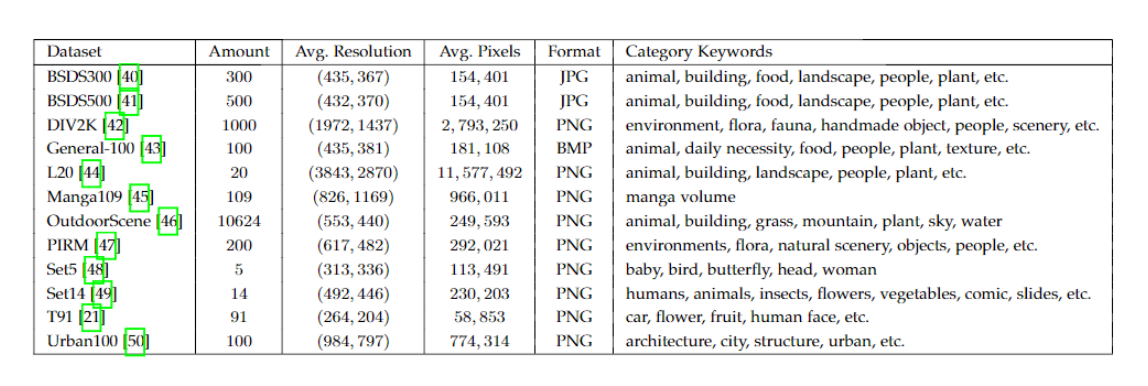 Dataset Amount Avg. Resolution Avg. Pixels Format Category Keywords
BSDS300 [40] 300 (435, 367) 154, 401 JPG animal, building, food, landscape, people, plant, etc.
BSDS500 [41] 500 (432, 370) 154, 401 JPG animal, building, food, landscape, people, plant, etc.
DIV2K [42] 1000 (1972, 1437) 2, 793, 250 PNG environment, flora, fauna, handmade object, people, scenery, etc.
General-100 [43] 100 (435, 381) 181, 108 BMP animal, daily necessity, food, people, plant, texture, etc.
L20 [44] 20 (3843, 2870) 11, 577, 492 PNG animal, building, landscape, people, plant, etc.
Manga109 [45] 109 (826, 1169) 966, 011 PNG manga volume
OutdoorScene [46] 10624 (553, 440) 249, 593 PNG animal, building, grass, mountain, plant, sky, water
PIRM [47] 200 (617, 482) 292, 021 PNG environments, flora, natural scenery, objects, people, etc.
Set5 [48] 5 (313, 336) 113, 491 PNG baby, bird, butterfly, head, woman
Set14 [49] 14 (492, 446) 230, 203 PNG humans, animals, insects, flowers, vegetables, comic, slides, etc.
T91 [21] 91 (264, 204) 58, 853 PNG car, flower, fruit, human face, etc.
Urban100 [50] 100 (984, 797) 774, 314 PNG architecture, city, structure, urban, etc.